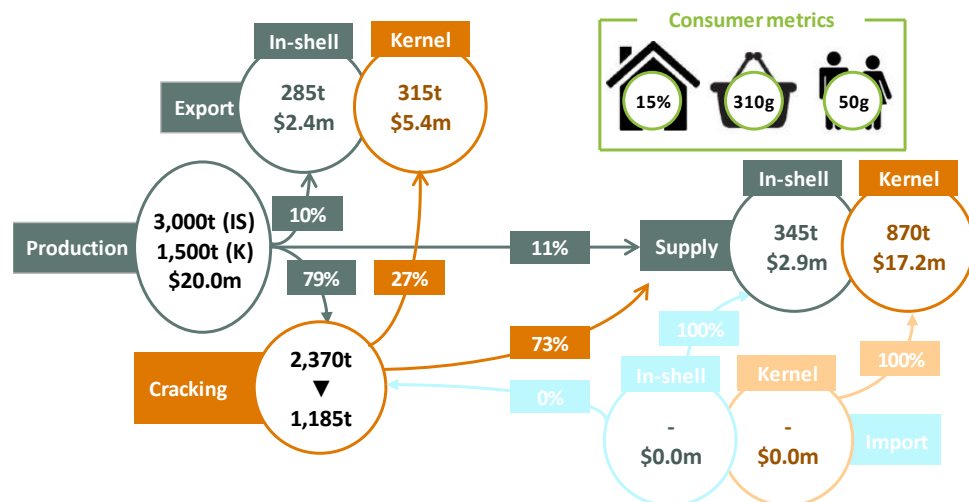 Consumer metrics
15%
310g
50g
In-shell
Kernel
Export
285t
$2.4m
315t
$5.4m
10%
Production
3,000t (IS)
1,500t (K)
$20.0m
11%
79%
27%
In-shell
Kernel
Supply
345t
$2.9m
870t
$17.2m
Cracking
2,370t
▼
1,185t
73%
100%
100%
0%
In-shell
Kernel
-
$0.0m
-
$0.0m
Import